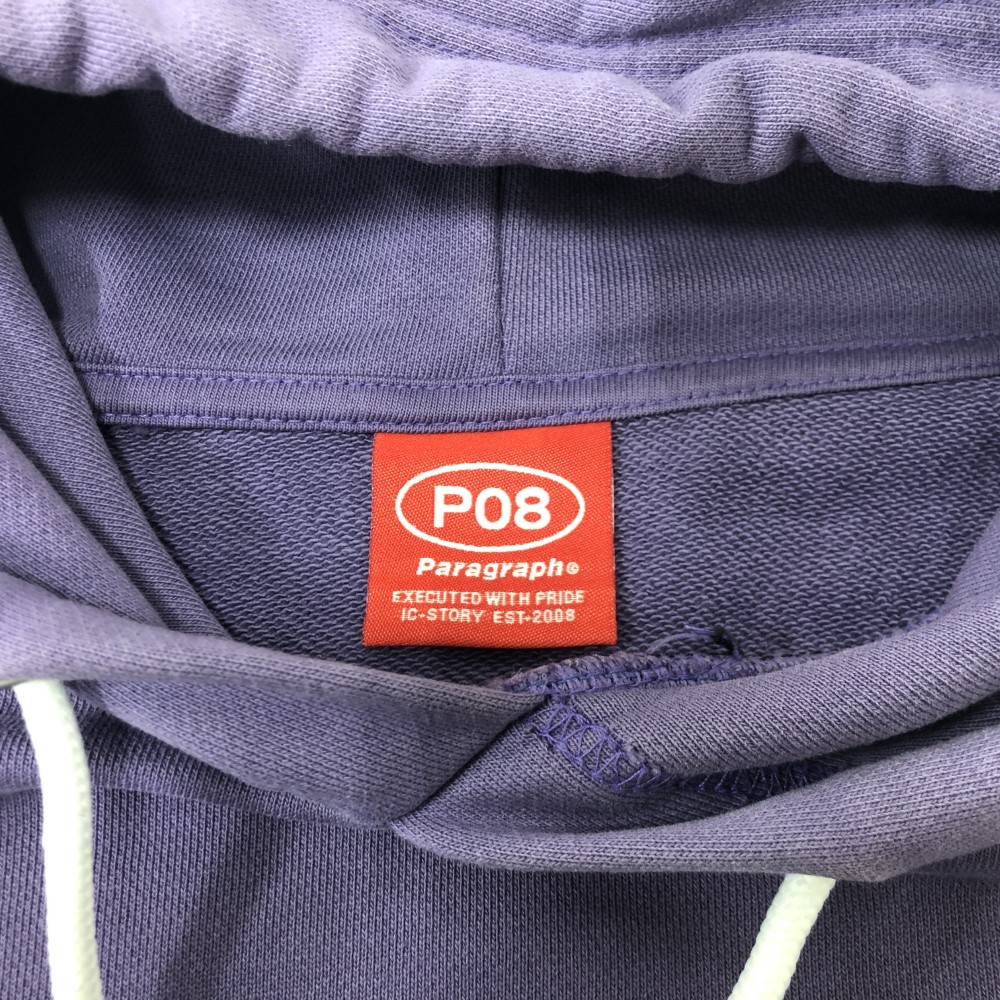 P08
Paragraph®
EXECUTED WITH PRIDE
IC-STORY EST-2008